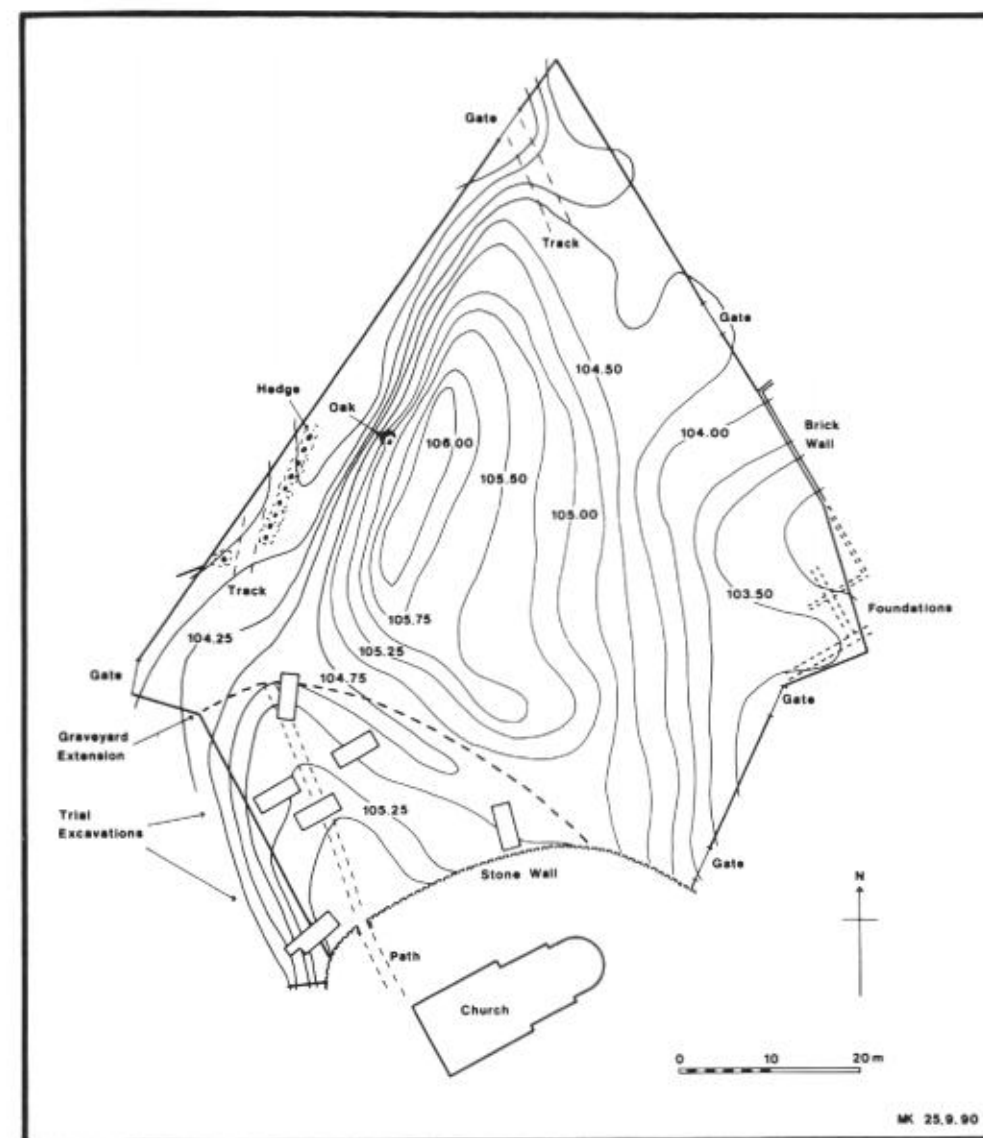 Gate
Track
Gate
Hedge
Oak
104.50
106.00
104.00
Brick
Wall
105.50
105.00
103.50
Foundations
Track
105.75
104.25
105.25
104.75
Gate
Gate
Graveyard
Extension
Trial
Excavations
105.25
Stone Wall
Gate
N
Path
Church
0 10 20m
MK 25.9.90